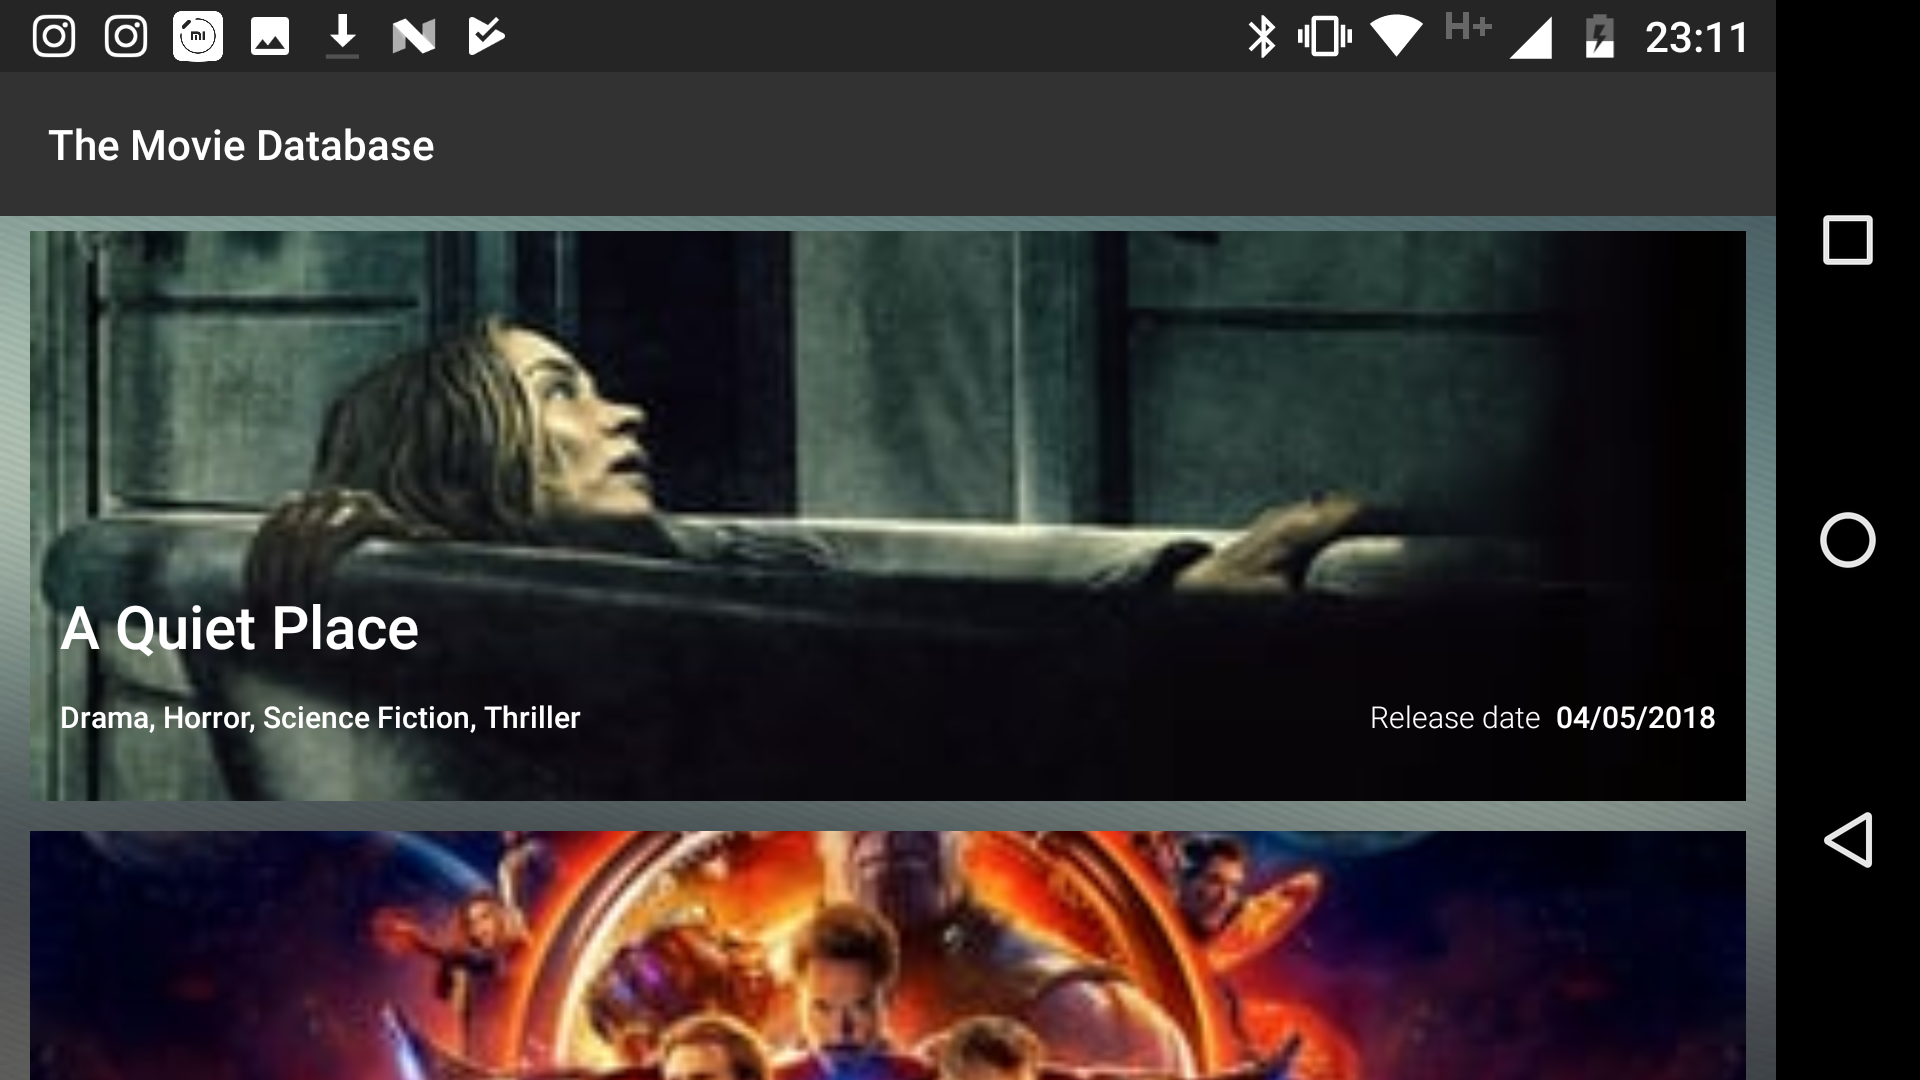 mi
H+
23:11
The Movie Database
A Quiet Place
Drama, Horror, Science Fiction, Thriller
Release date 04/05/2018